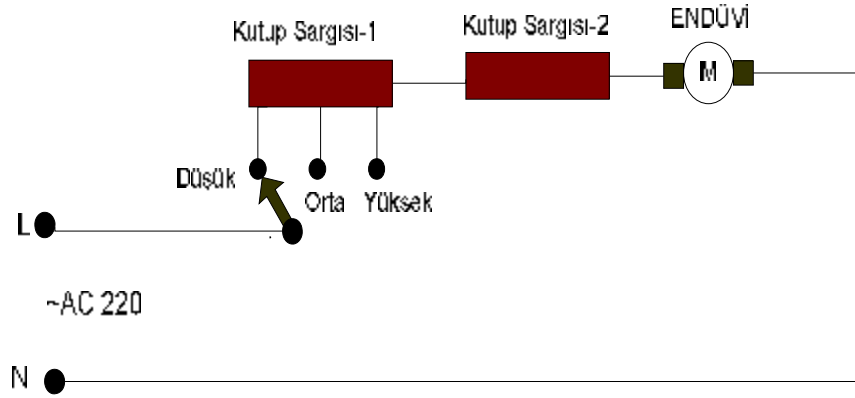 Kutup Sargısı-1
Kutup Sargısı-2
ENDÜVİ
M
Düşük
Orta
Yüksek
L
~AC 220
N